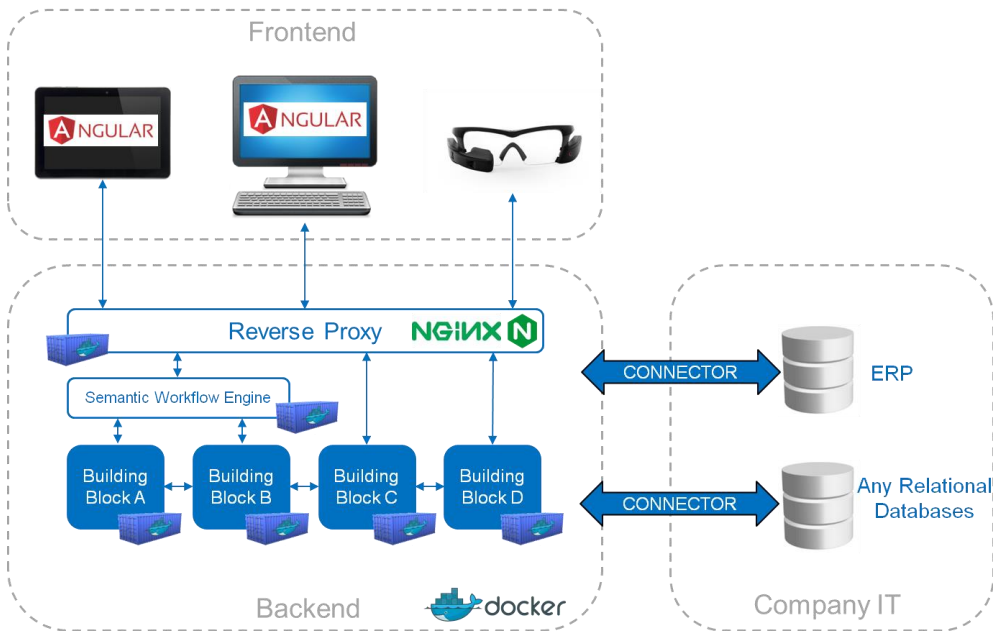 Frontend
ANGULAR
ANGULAR
Reverse Proxy
NGINX N
CONNECTOR
ERP
Semantic Workflow Engine
Building
Block A
Building
Block B
Building
Block C
Building
Block D
CONNECTOR
Any Relational
Databases
Backend
docker
Company IT